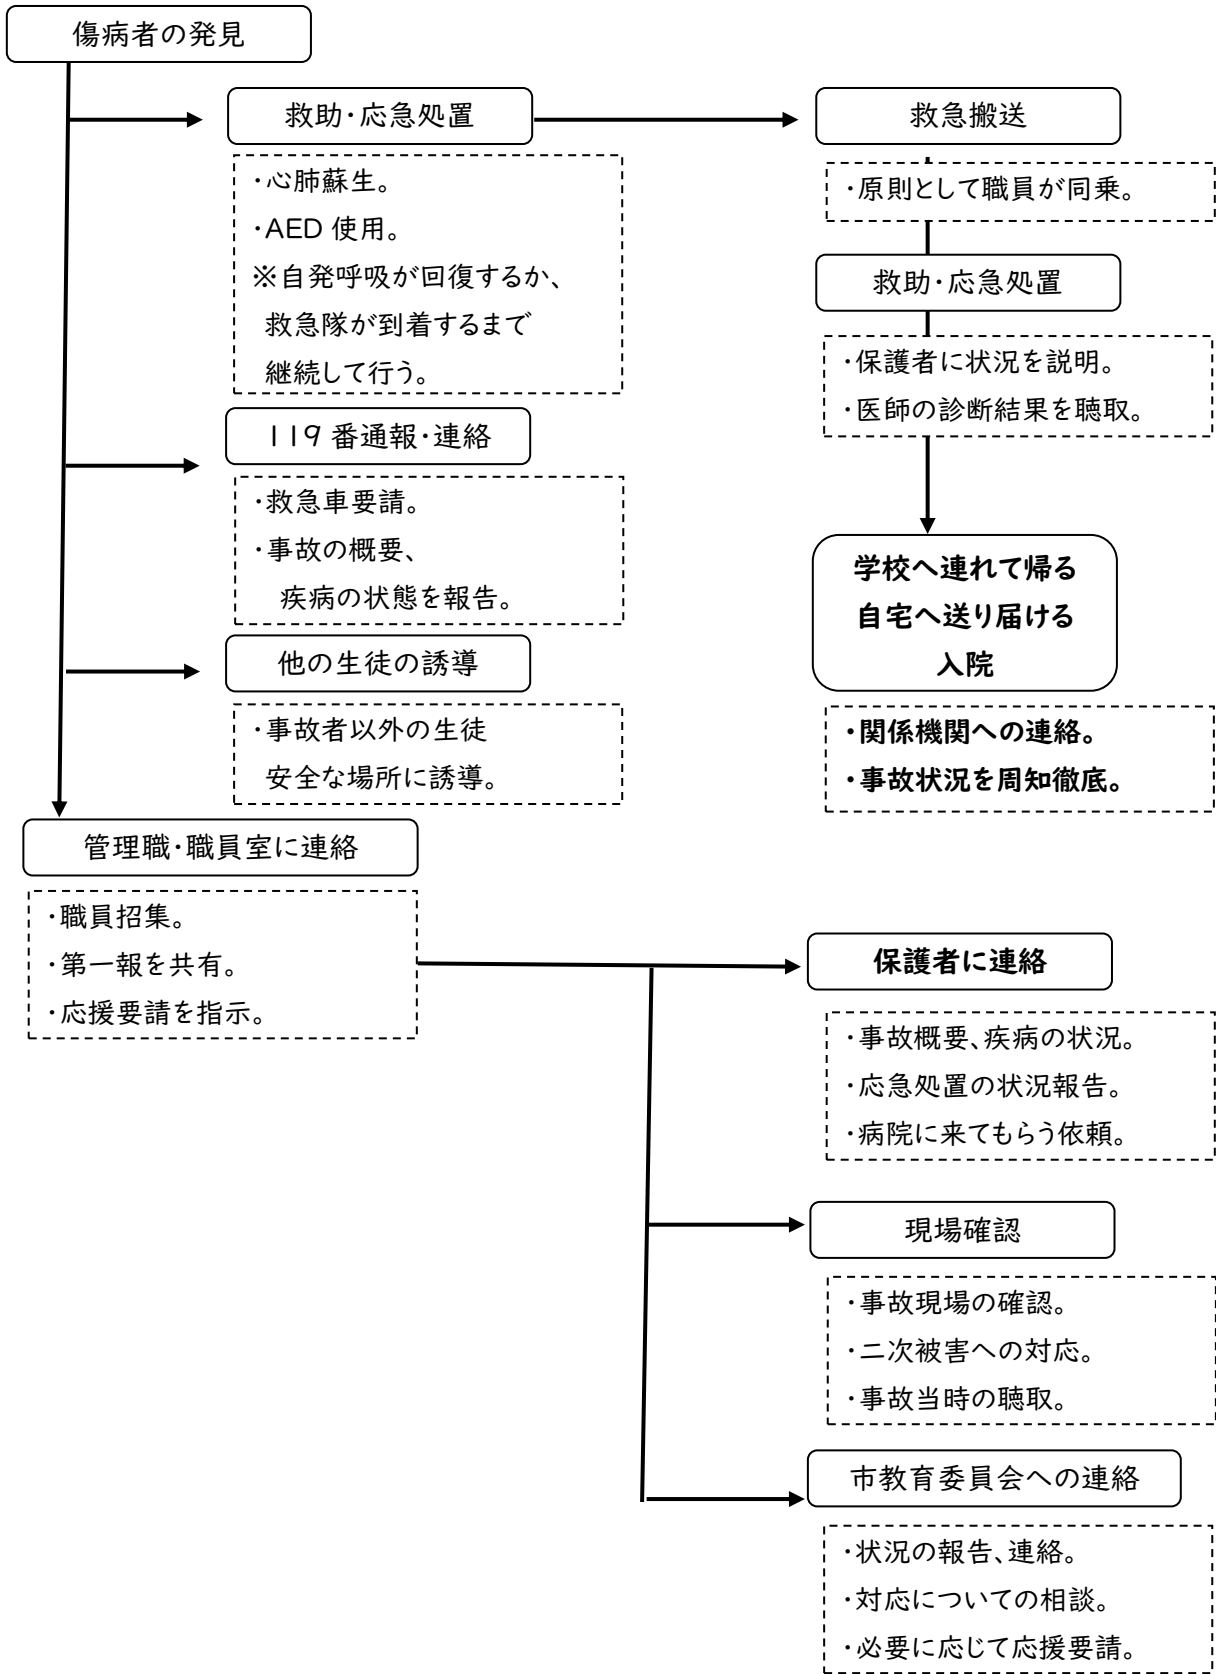 傷病者の発見
救助・応急処置
・心肺蘇生。
・AED 使用。
※自発呼吸が回復するか、
救急隊が到着するまで
継続して行う。
119 番通報・連絡
・救急車要請。
・事故の概要、
疾病の状態を報告。
他の生徒の誘導
・事故者以外の生徒
安全な場所に誘導。
救急搬送
・原則として職員が同乗。
救助・応急処置
・保護者に状況を説明。
・医師の診断結果を聴取。
学校へ連れて帰る
自宅へ送り届ける
入院
・関係機関への連絡。
・事故状況を周知徹底。
管理職・職員室に連絡
・職員招集。
・第一報を共有。
・応援要請を指示。
保護者に連絡
・事故概要、疾病の状況。
・応急処置の状況報告。
・病院に来てもらう依頼。
現場確認
・事故現場の確認。
・二次被害への対応。
・事故当時の聴取。
市教育委員会への連絡
・状況の報告、連絡。
・対応についての相談。
・必要に応じて応援要請。